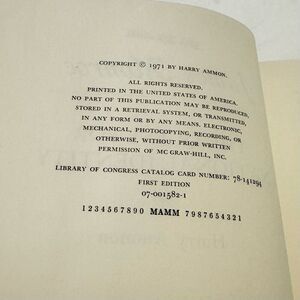 COPYRIGHT © 1971 BY HARRY AMMON.
ALL RIGHTS RESERVED.
PRINTED IN THE UNITED STATES OF AMERICA.
NO PART OF THIS PUBLICATION MAY BE REPRODUCED,
STORED IN A RETRIEVAL SYSTEM, OR TRANSMITTED,
IN ANY FORM OR BY ANY MEANS, ELECTRONIC,
MECHANICAL, PHOTOCOPYING, RECORDING, OR
OTHERWISE, WITHOUT PRIOR WRITTEN
PERMISSION OF MC GRAW-HILL, INC.
LIBRARY OF CONGRESS CATALOG CARD NUMBER: 78-141294
FIRST EDITION
07-001582-1
1234567890 MAMM 7987654321